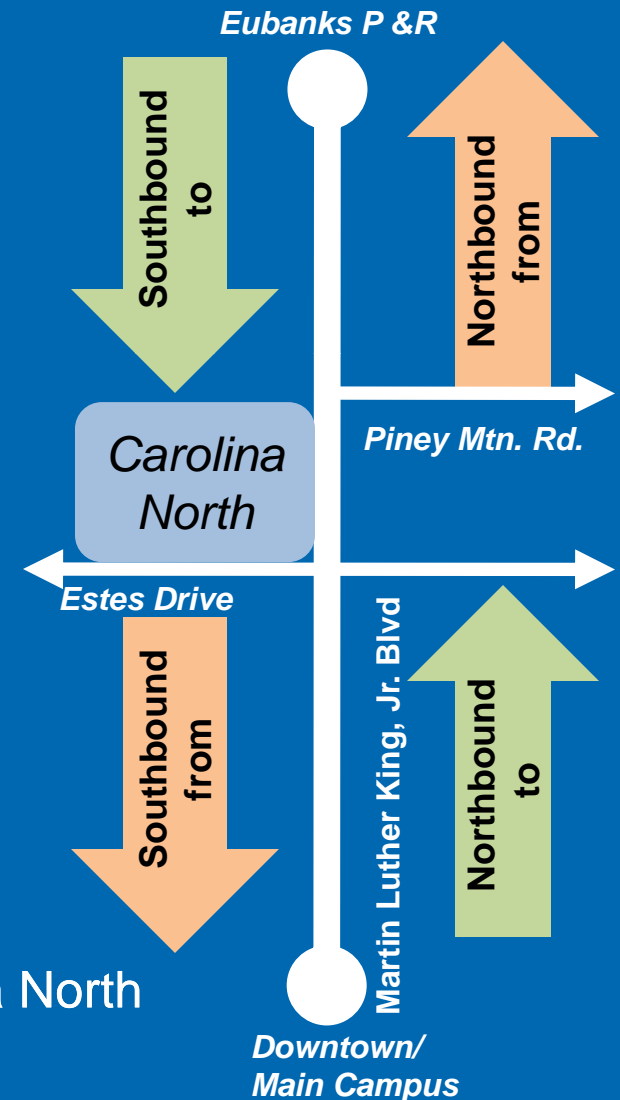 Eubanks P &R
Southbound
to
Northbound
from
Carolina
North
Piney Mtn. Rd.
Estes Drive
Southbound
from
Martin Luther King, Jr. Blvd
Northbound
to
North
Downtown/
Main Campus